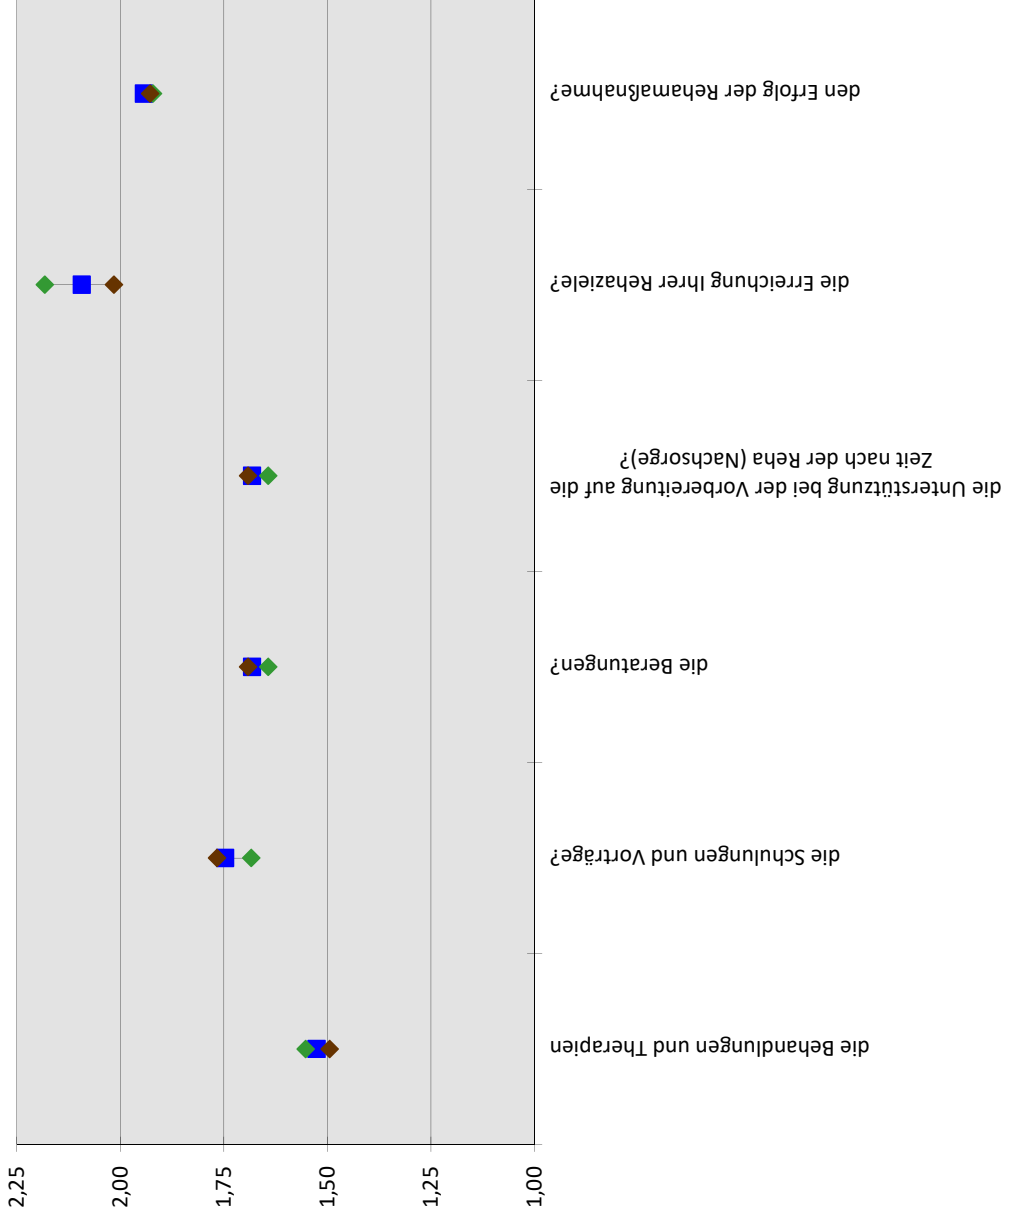 den Erfolg der Rehamaßnahme?
die Erreichung Ihrer Rehaziele?
die Unterstützung bei der Vorbereitung auf die
Zeit nach der Reha (Nachsorge)?
die Beratungen?
die Schulungen und Vorträge?
die Behandlungen und Therapien
2,25
2,00
1,75
1,50
1,25
1,00